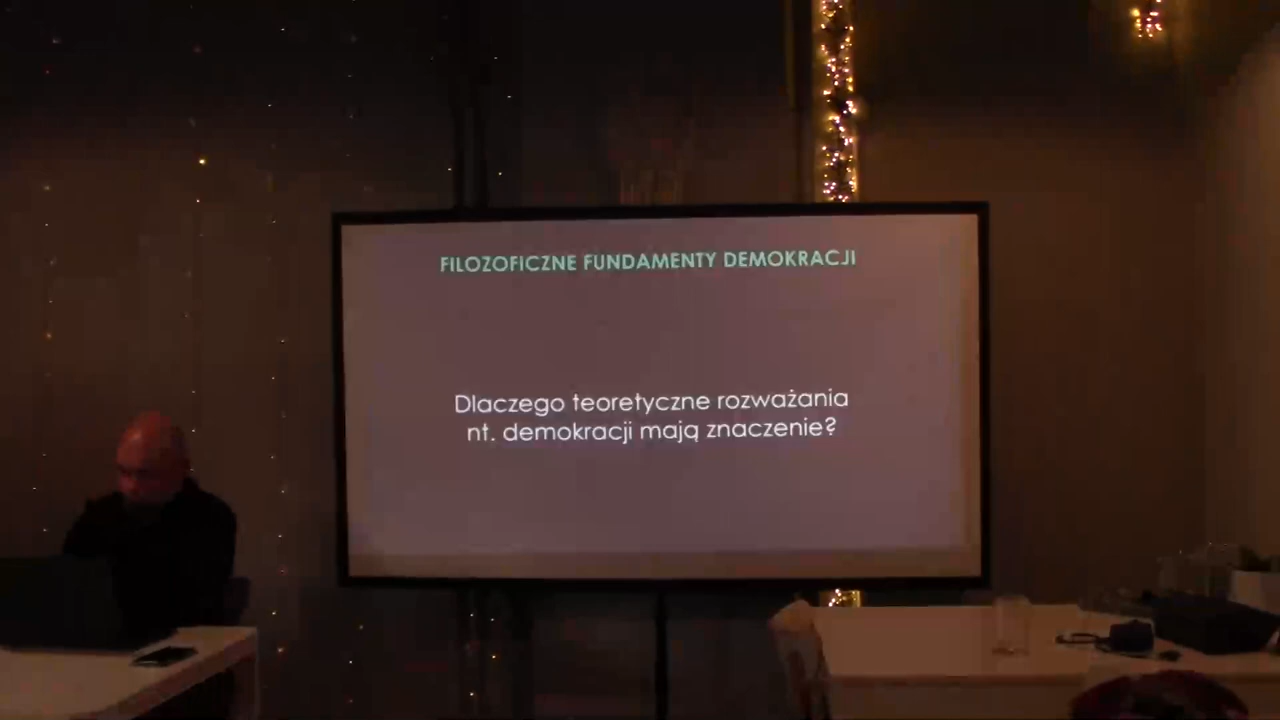 FILOZOFICZNE FUNDAMENTY DEMOKRACJI
Dlaczego teoretyczne rozważania
nt. demokracji mają znaczenie?